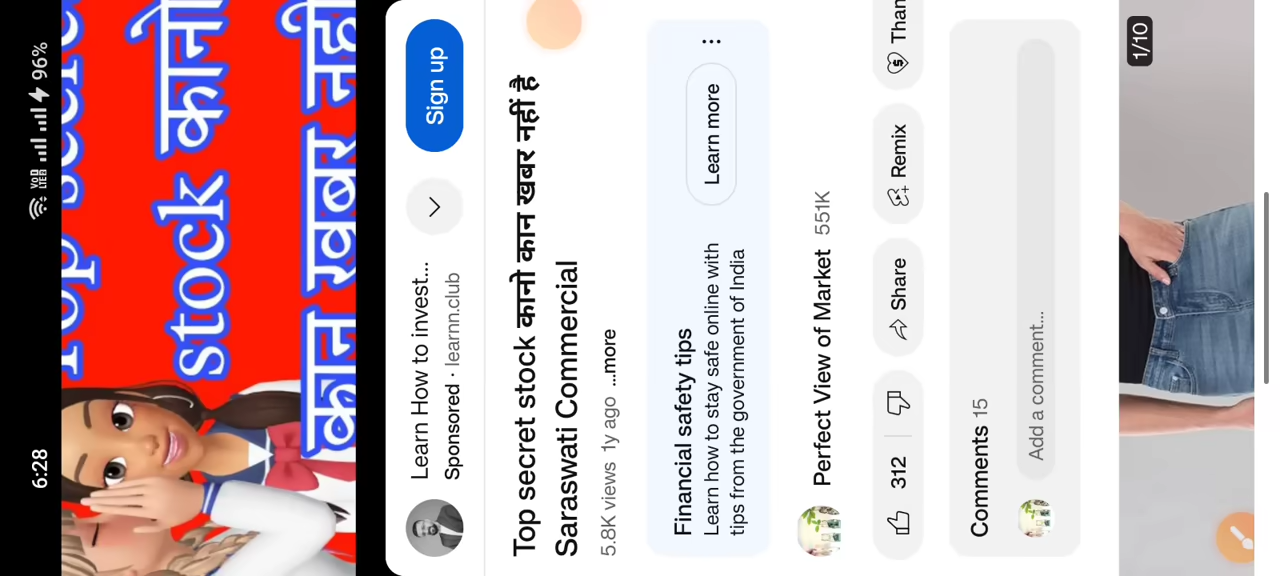 6:28
VoD
LTE
96%
stock कानो
कान खबर नही
Learn How to invest...
Sponsored · learnn.club
Sign up
Top secret stock कानो कान खबर नहीं है
Saraswati Commercial
5.8K views 1y ago ...more
Financial safety tips
Learn how to stay safe online with
tips from the government of India
Learn more
Perfect View of Market 551K
312
Share
Remix
Than
Comments 15
Add a comment...
1/10